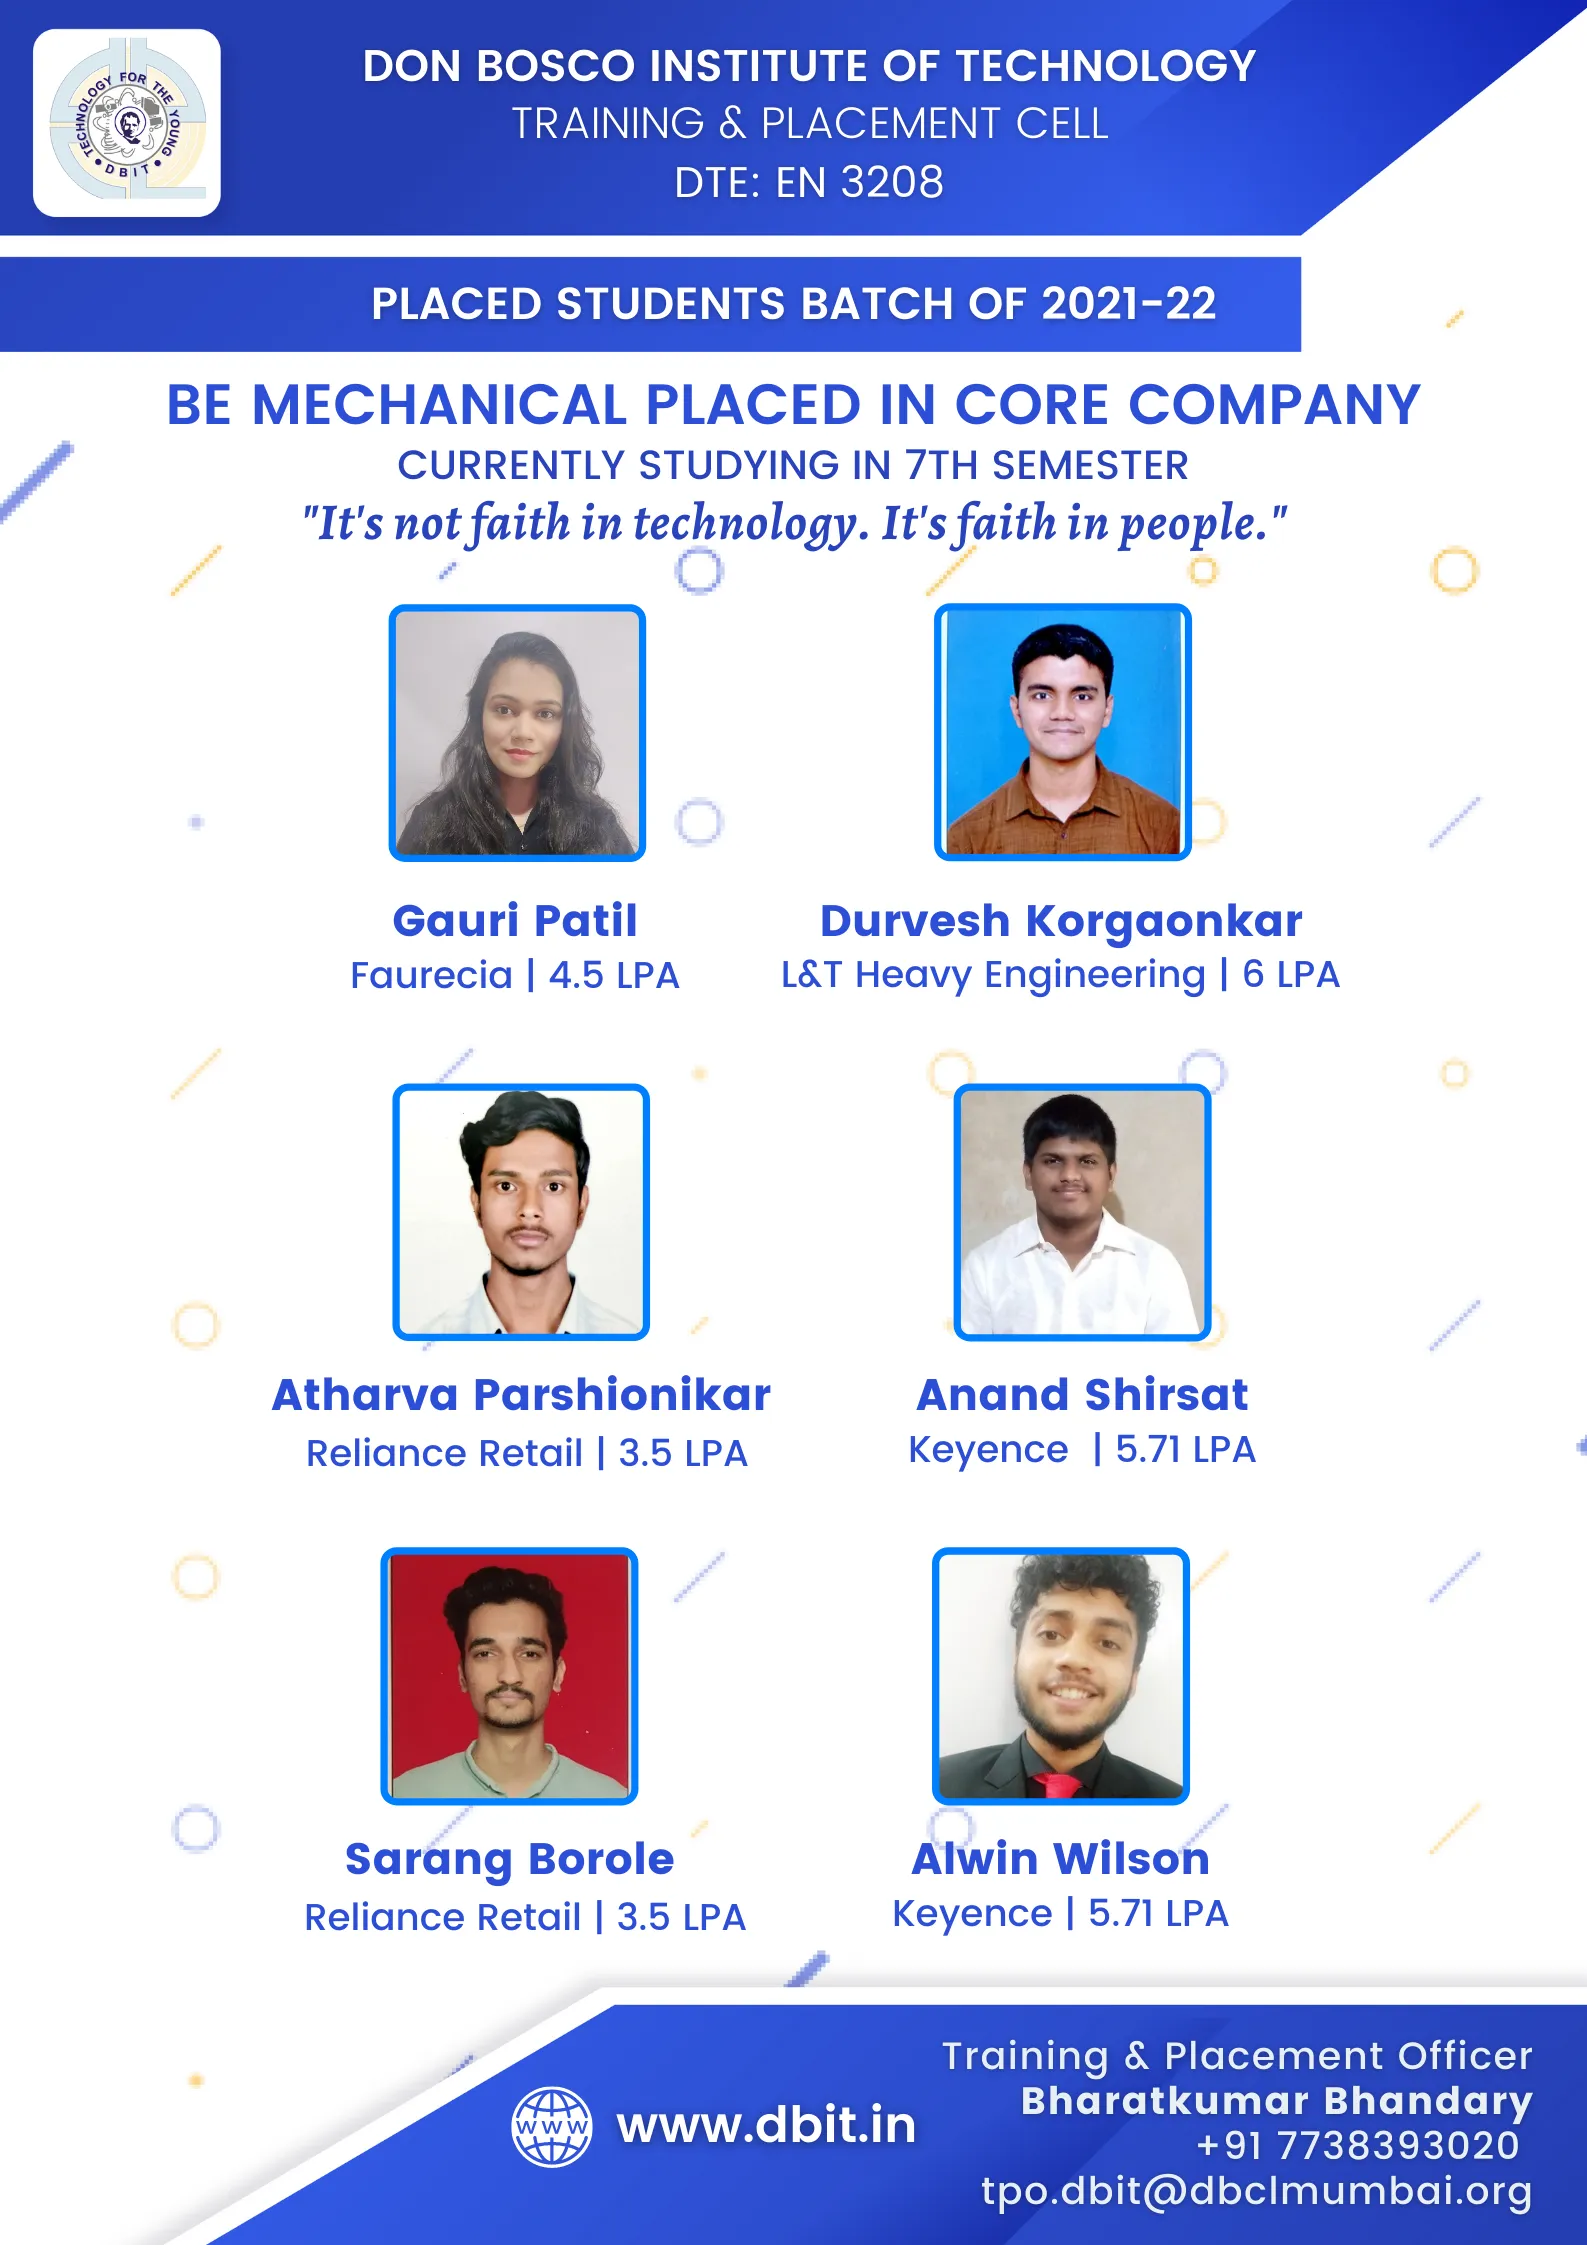 TECHNOLOGY FOR THE YOUNG
DBIT
DON BOSCO INSTITUTE OF TECHNOLOGY
TRAINING & PLACEMENT CELL
DTE: EN 3208
PLACED STUDENTS BATCH OF 2021-22
BE MECHANICAL PLACED IN CORE COMPANY
CURRENTLY STUDYING IN 7TH SEMESTER
"It's not faith in technology. It's faith in people."
Gauri Patil
Faurecia | 4.5 LPA
Durvesh Korgaonkar
L&T Heavy Engineering | 6 LPA
Atharva Parshionikar
Reliance Retail | 3.5 LPA
Anand Shirsat
Keyence | 5.71 LPA
Sarang Borole
Reliance Retail | 3.5 LPA
Alwin Wilson
Keyence | 5.71 LPA
WWW
www.dbit.in
Training & Placement Officer
Bharatkumar Bhandary
+91 7738393020
tpo.dbit@dbclmumbai.org